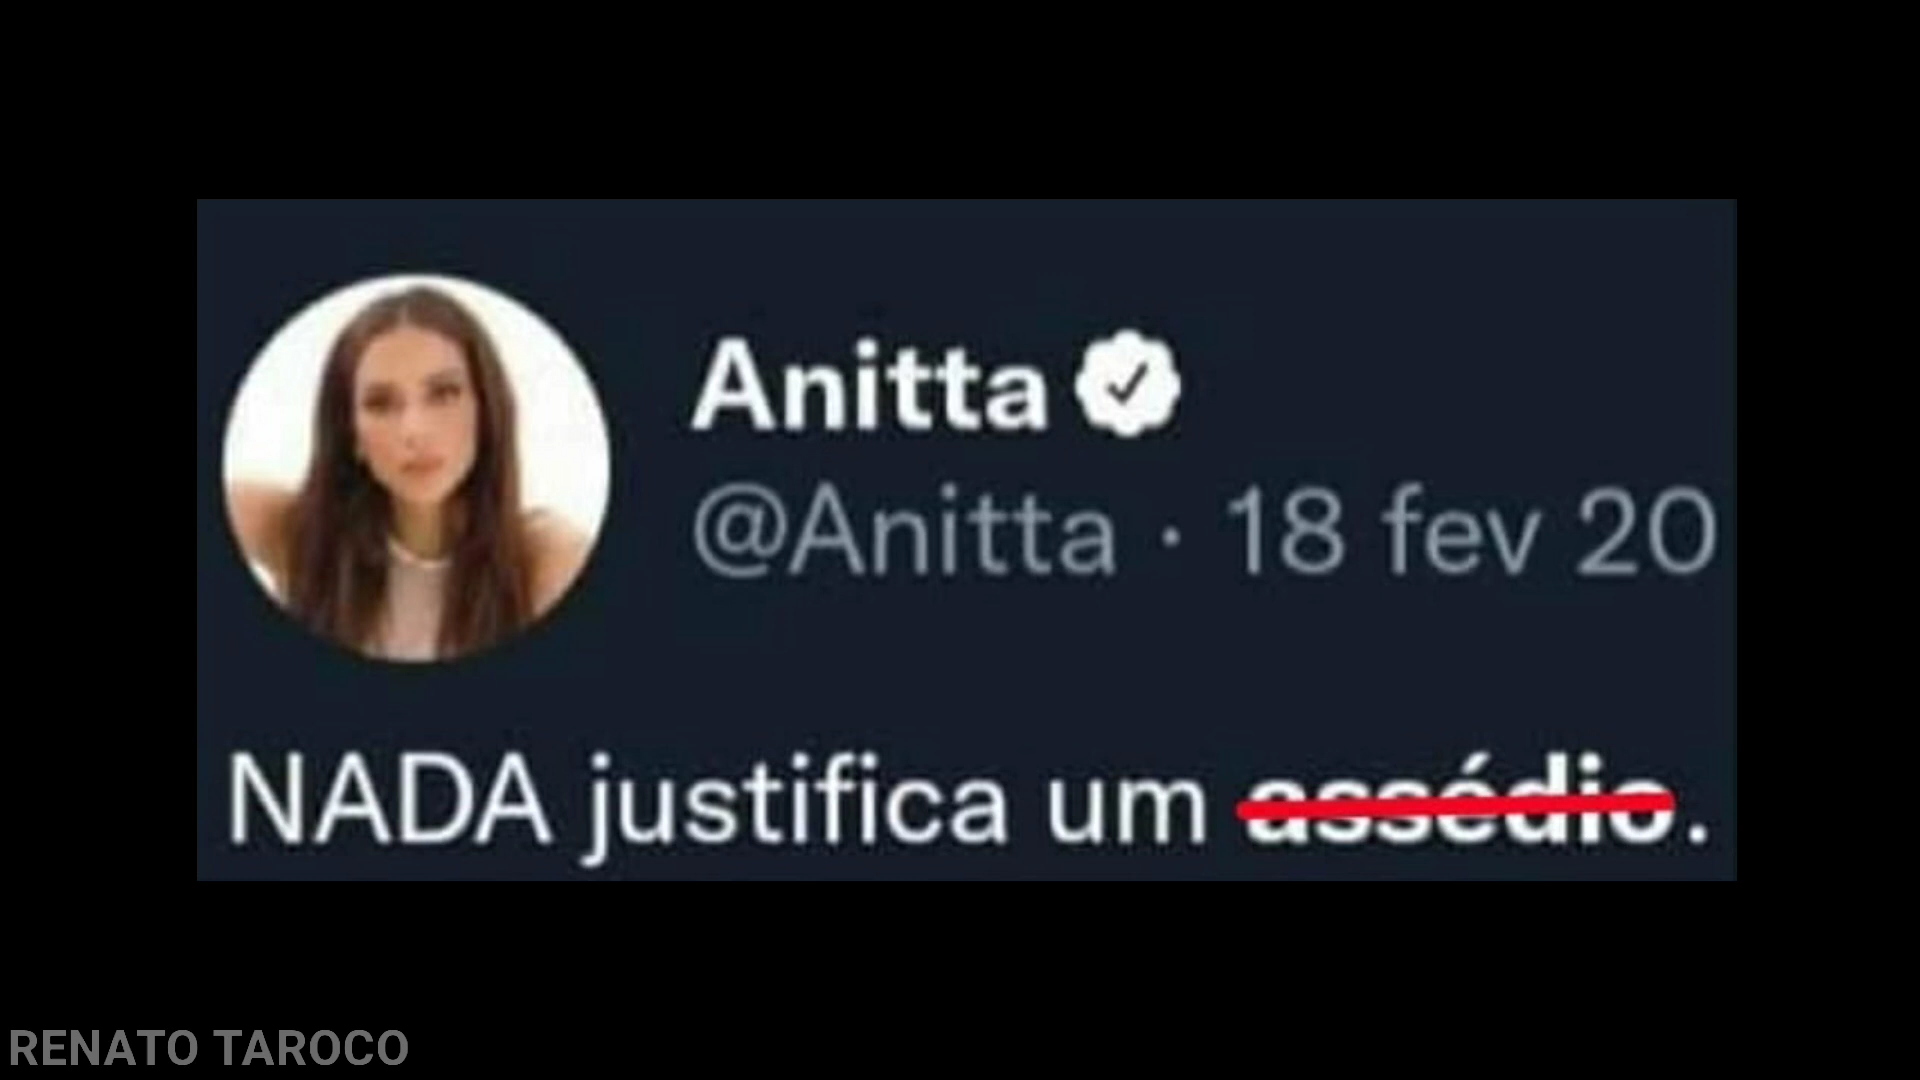 Anitta
@Anitta · 18 fev 20
NADA justifica um assédio.
RENATO TAROCO